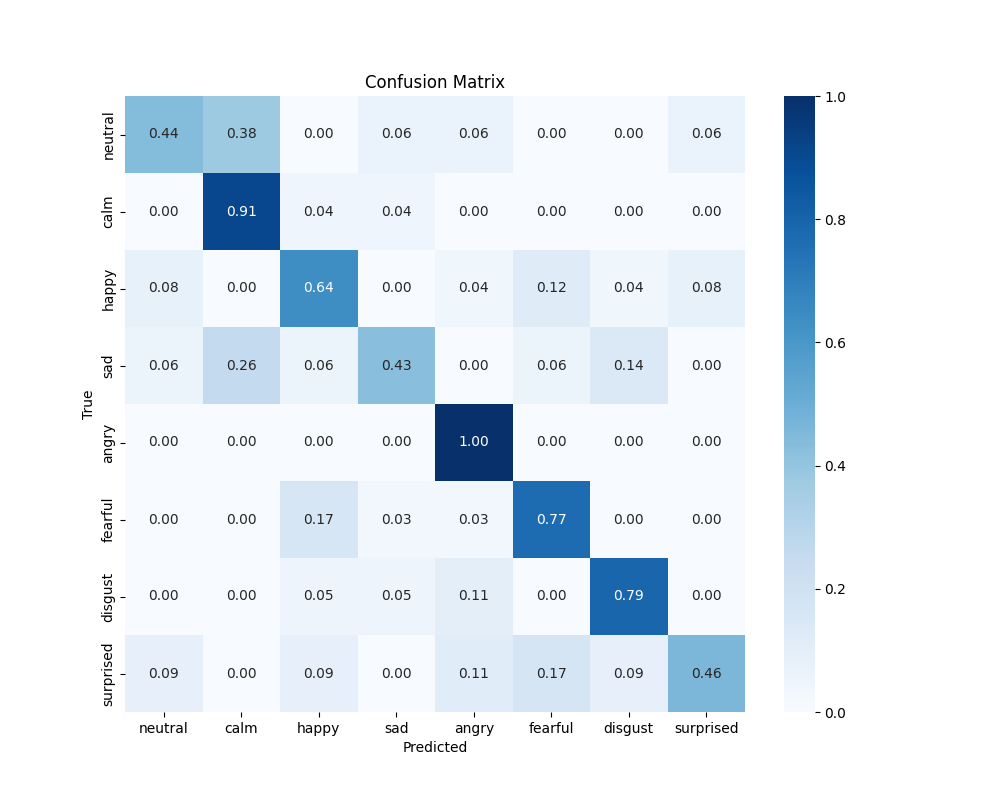 Confusion Matrix
neutral 0.44 0.38 0.00 0.06 0.06 0.00 0.00 0.06
calm 0.00 0.91 0.04 0.04 0.00 0.00 0.00 0.00
happy 0.08 0.00 0.64 0.00 0.04 0.12 0.04 0.08
sad 0.06 0.26 0.06 0.43 0.00 0.06 0.14 0.00
angry 0.00 0.00 0.00 0.00 1.00 0.00 0.00 0.00
fearful 0.00 0.00 0.17 0.03 0.03 0.77 0.00 0.00
disgust 0.00 0.00 0.05 0.05 0.11 0.00 0.79 0.00
surprised 0.09 0.00 0.09 0.00 0.11 0.17 0.09 0.46
True
neutral calm happy sad angry fearful disgust surprised
Predicted
1.0
0.8
0.6
0.4
0.2
0.0